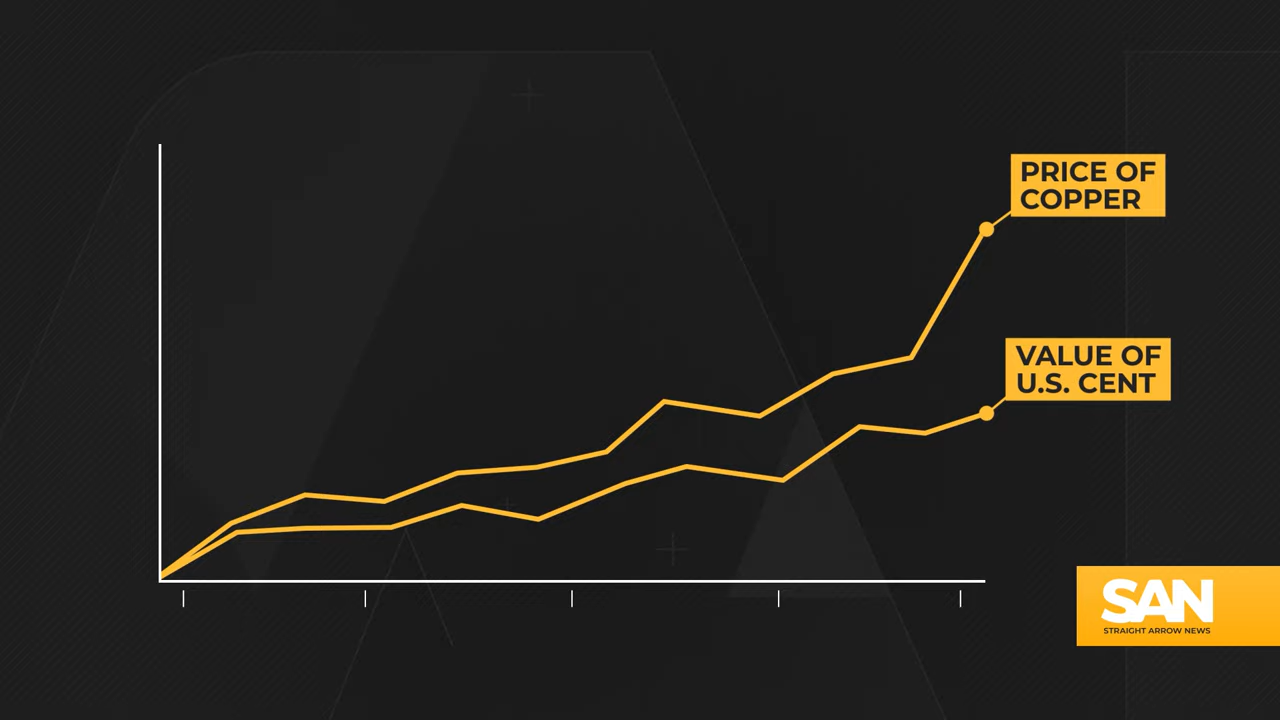 PRICE OF
COPPER
VALUE OF
U.S. CENT
SAN
STRAIGHT ARROW NEWS